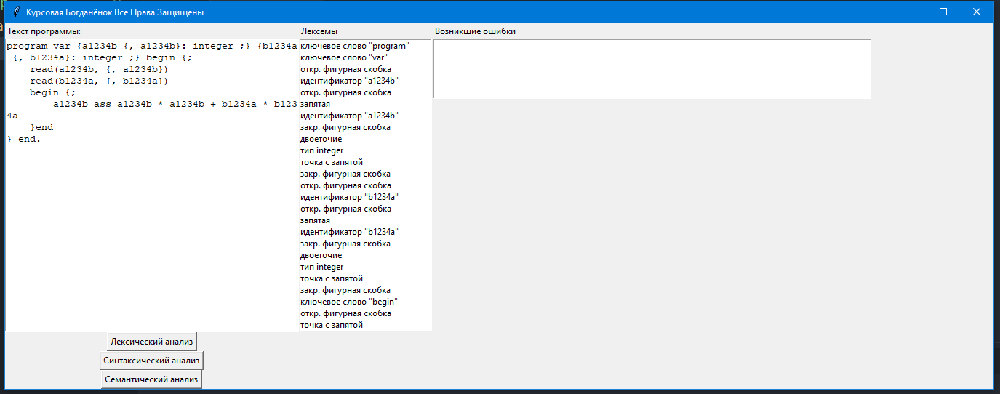 Курсовая Богданёнок Все Права Защищены
Текст программы:
program var {a1234b {, a1234b}: integer ;} {b1234a
{, b1234a}: integer ;} begin {;
read(a1234b, {, a1234b})
read(b1234a, {, b1234a})
begin {;
a1234b ass a1234b * a1234b + b1234a * b123
4a
}end
} end.
Лексемы
ключевое слово "program"
ключевое слово "var"
откр. фигурная скобка
идентификатор "a1234b"
откр. фигурная скобка
запятая
идентификатор "a1234b"
закр. фигурная скобка
двоеточие
тип integer
точка с запятой
закр. фигурная скобка
откр. фигурная скобка
идентификатор "b1234a"
откр. фигурная скобка
запятая
идентификатор "b1234a"
закр. фигурная скобка
двоеточие
тип integer
точка с запятой
закр. фигурная скобка
ключевое слово "begin"
откр. фигурная скобка
точка с запятой
Возникшие ошибки
Лексический анализ
Синтаксический анализ
Семантический анализ